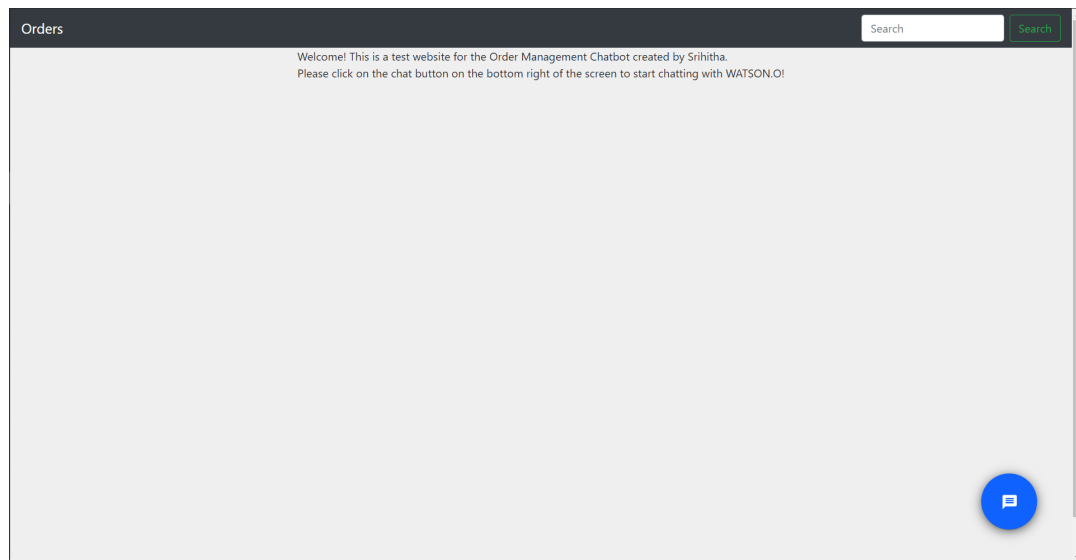 Orders
Search
Search
Welcome! This is a test website for the Order Management Chatbot created by Srihitha.
Please click on the chat button on the bottom right of the screen to start chatting with WATSON.O!